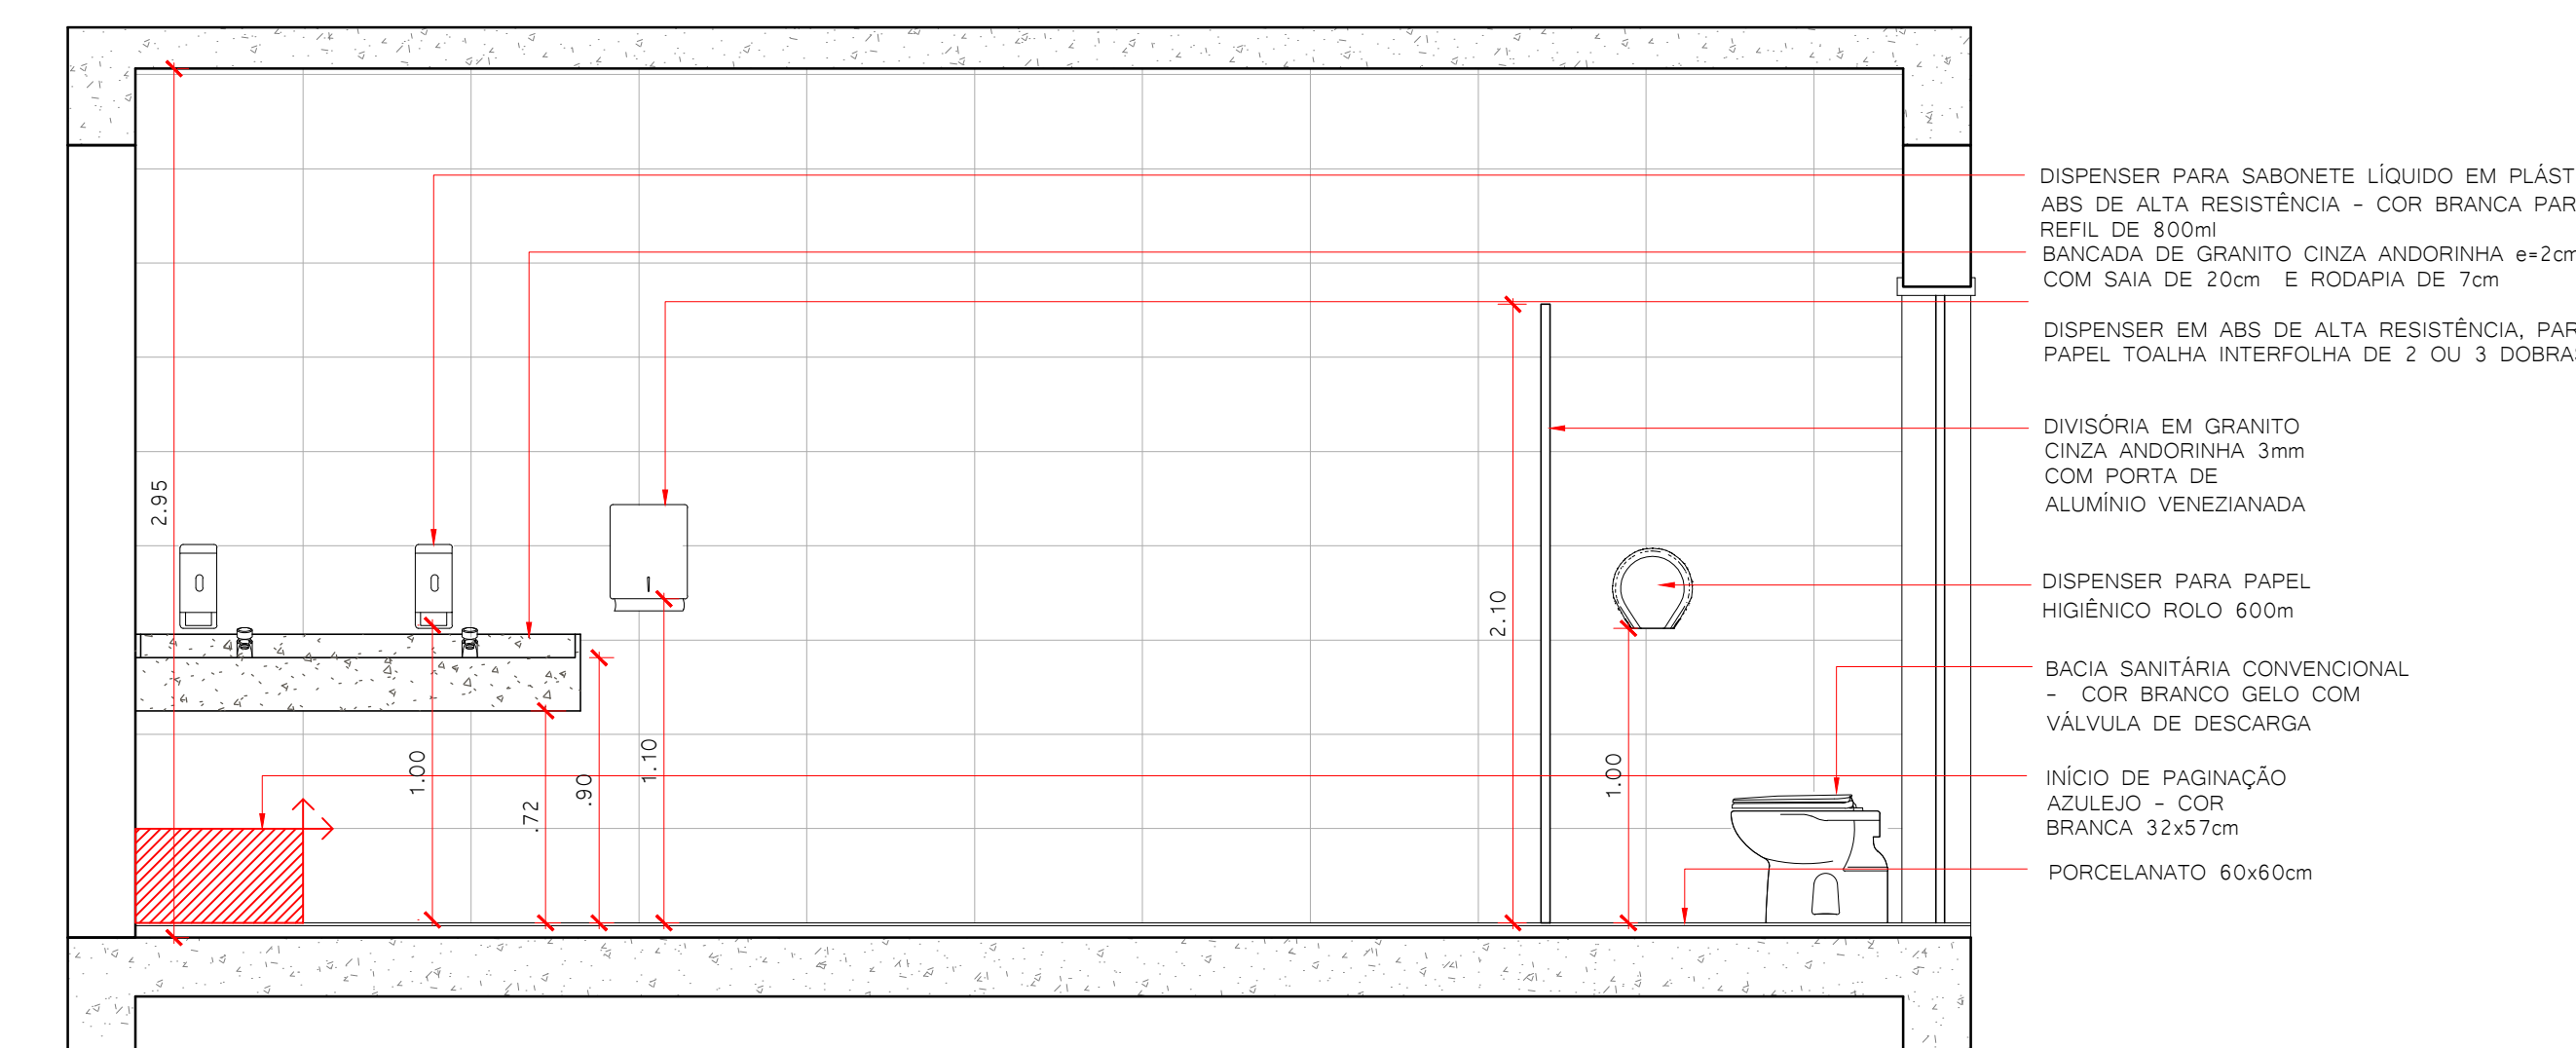 DISPENSER PARA SABONETE LÍQUIDO EM PLÁST
ABS DE ALTA RESISTÊNCIA - COR BRANCA PAR
REFIL DE 800ml
BANCADA DE GRANITO CINZA ANDORINHA e=2cm
COM SAIA DE 20cm E RODAPIA DE 7cm
DISPENSER EM ABS DE ALTA RESISTÊNCIA, PAR
PAPEL TOALHA INTERFOLHA DE 2 OU 3 DOBRAS
DIVISÓRIA EM GRANITO
CINZA ANDORINHA 3mm
COM PORTA DE
ALUMÍNIO VENEZIANADA
DISPENSER PARA PAPEL
HIGIÊNICO ROLO 600m
BACIA SANITÁRIA CONVENCIONAL
- COR BRANCO GELO COM
VÁLVULA DE DESCARGA
INÍCIO DE PAGINAÇÃO
AZULEJO - COR
BRANCA 32x57cm
PORCELANATO 60x60cm
2.95
1.00
.72
.90
1.10
2.10
1.00